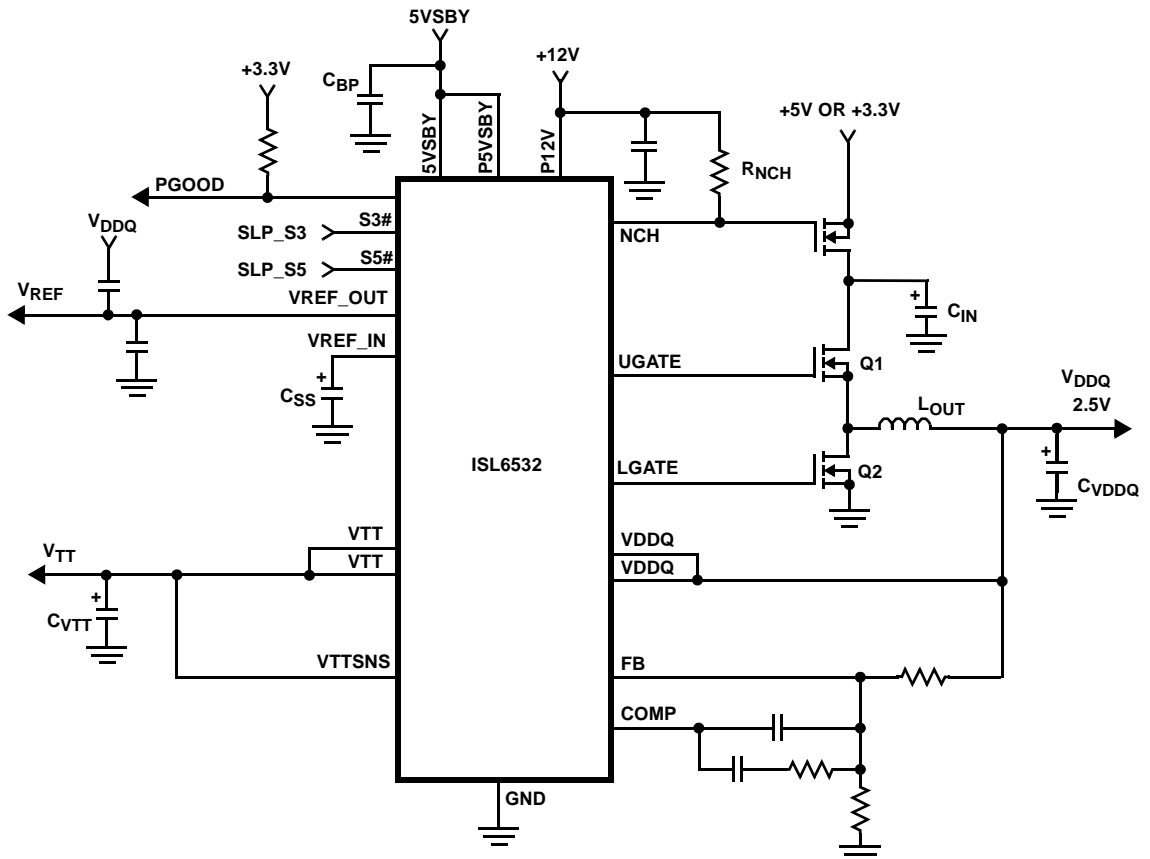 5VSBY
+3.3V
CBP
+12V
+5V OR +3.3V
5VSBY
P5VSBY
P12V
RNCH
PGOOD
VDDQ
SLP_S3
S3#
NCH
SLP_S5
S5#
VREF
VREF_OUT
CIN
VREF_IN
UGATE
Q1
CSS
LOUT
VDDQ
2.5V
ISL6532
LGATE
Q2
CVDDQ
VTT
VTT
VTT
VDDQ
VDDQ
CVTT
VTTSNS
FB
COMP
GND
+
+
+
+